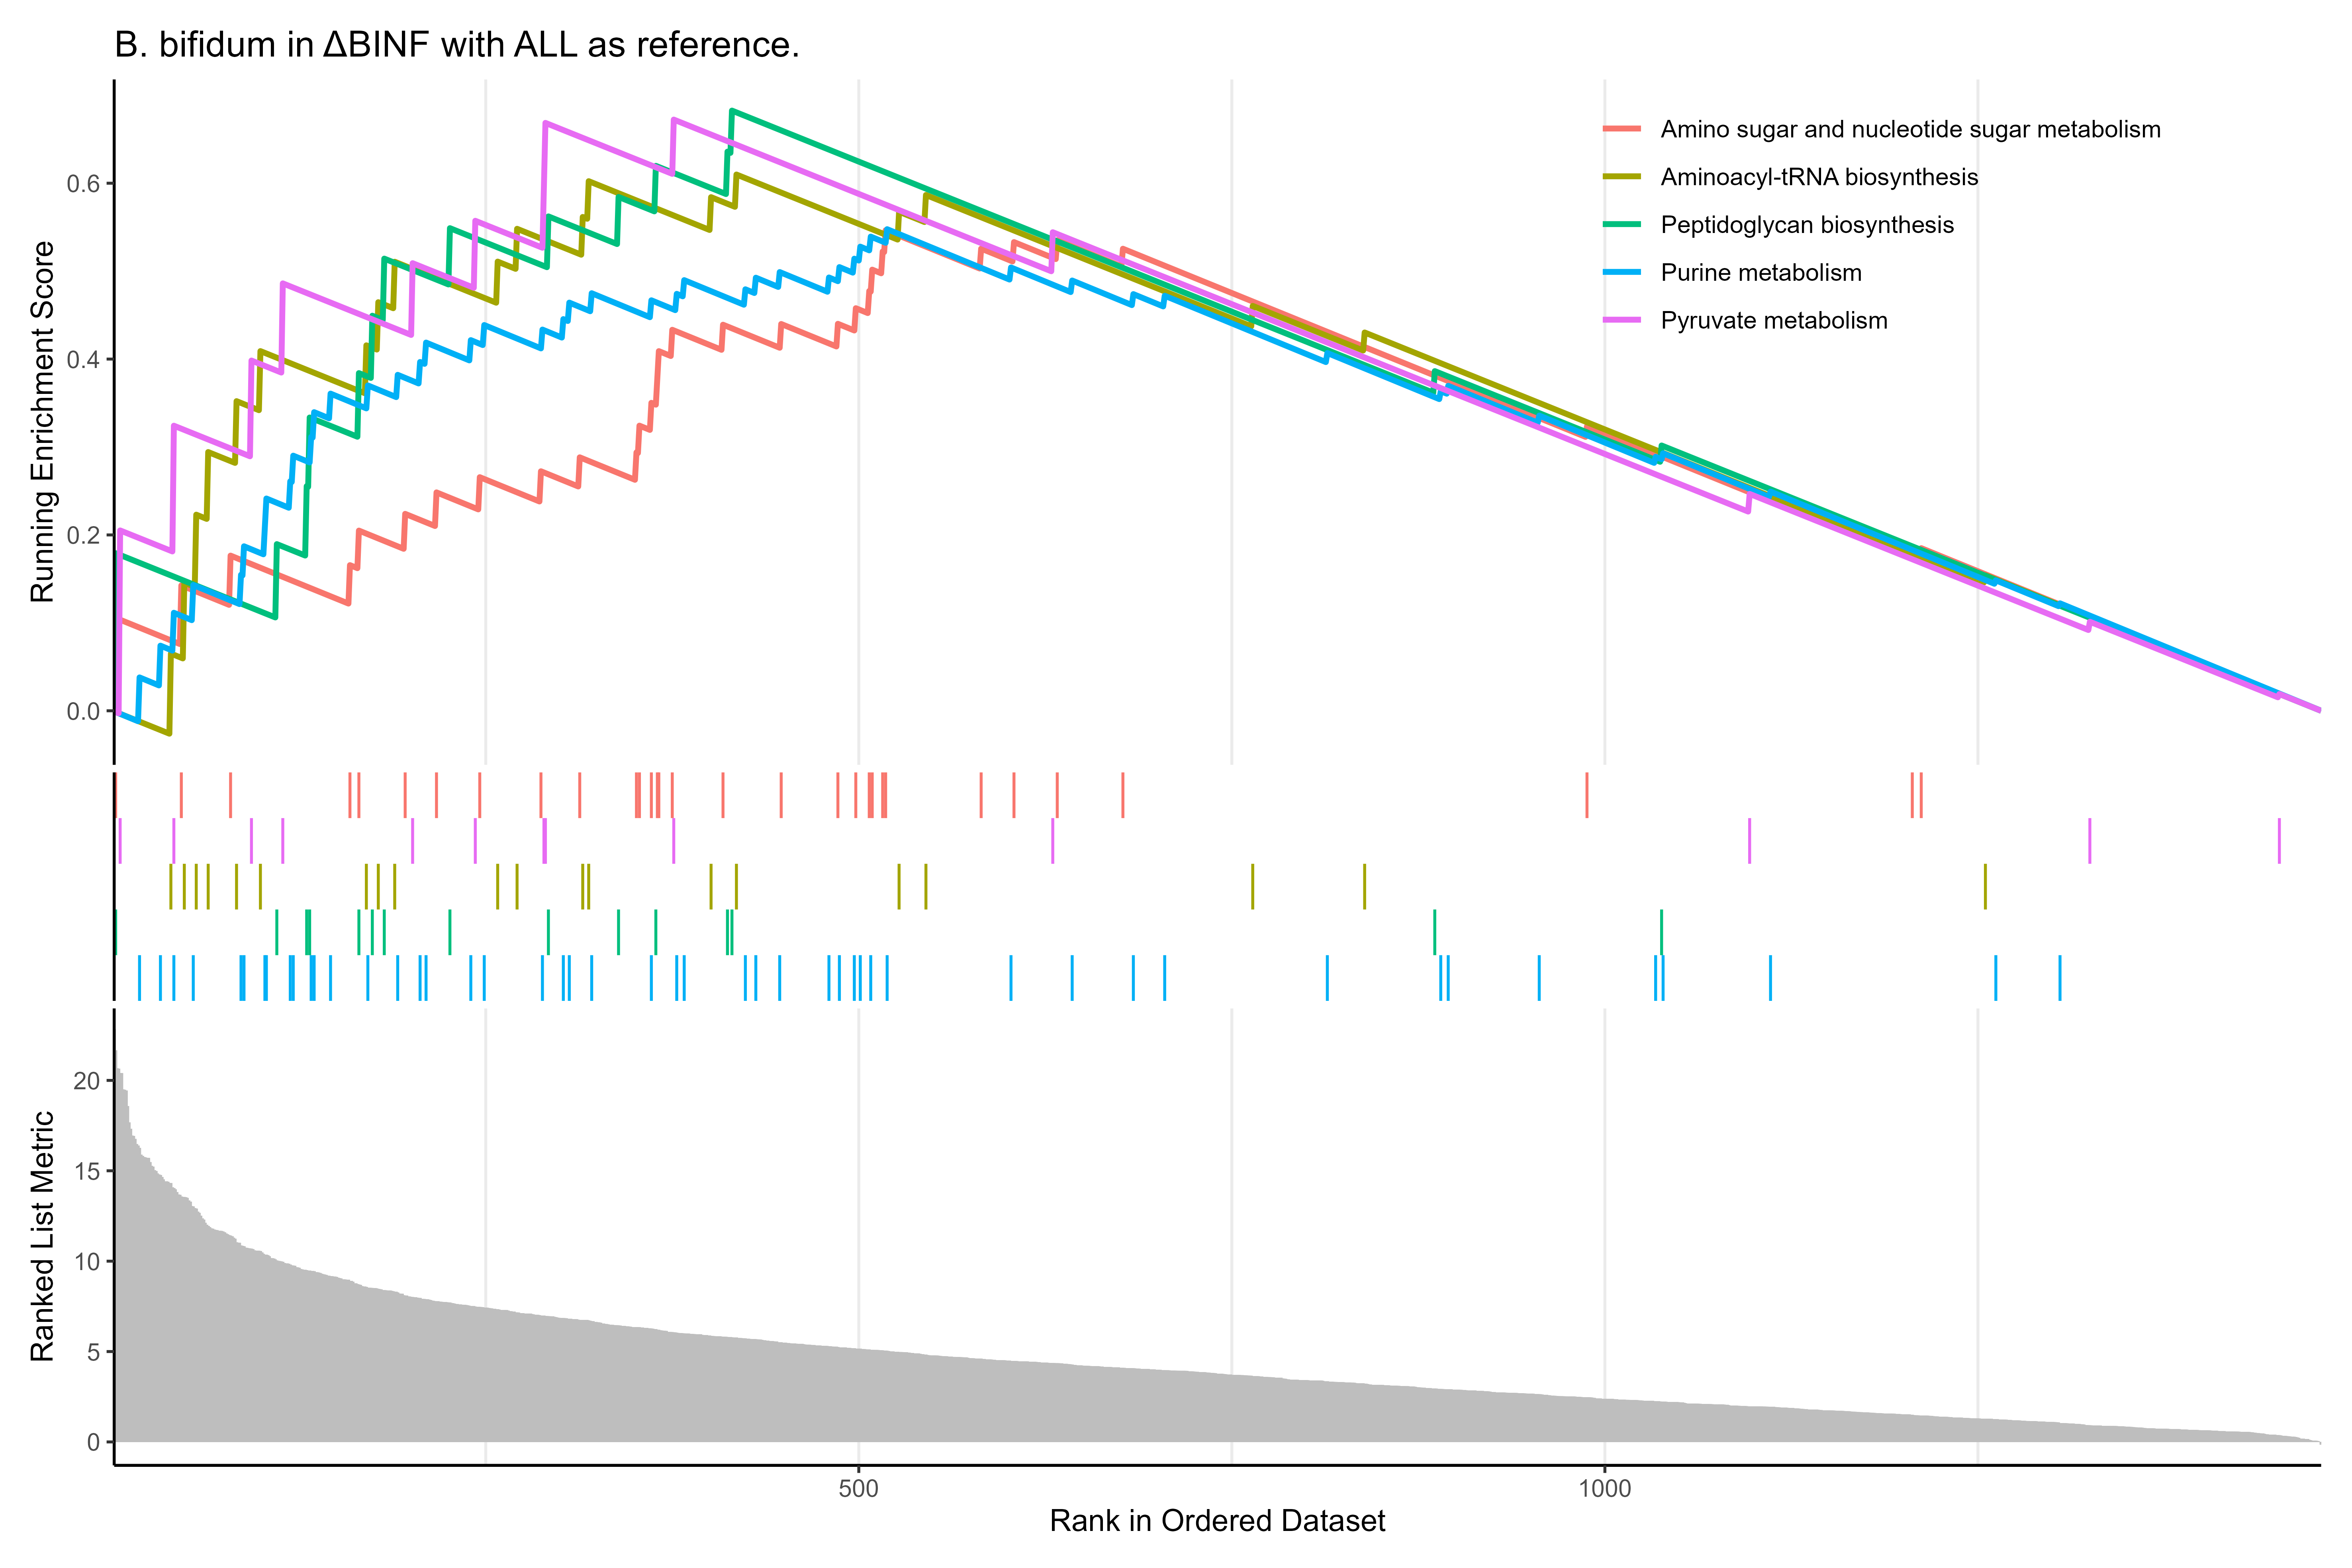 B. bifidum in ΔBINF with ALL as reference.
Running Enrichment Score
0.6
0.4
0.2
0.0
Amino sugar and nucleotide sugar metabolism
Aminoacyl-tRNA biosynthesis
Peptidoglycan biosynthesis
Purine metabolism
Pyruvate metabolism
Ranked List Metric
20
15
10
5
0
500
1000
Rank in Ordered Dataset